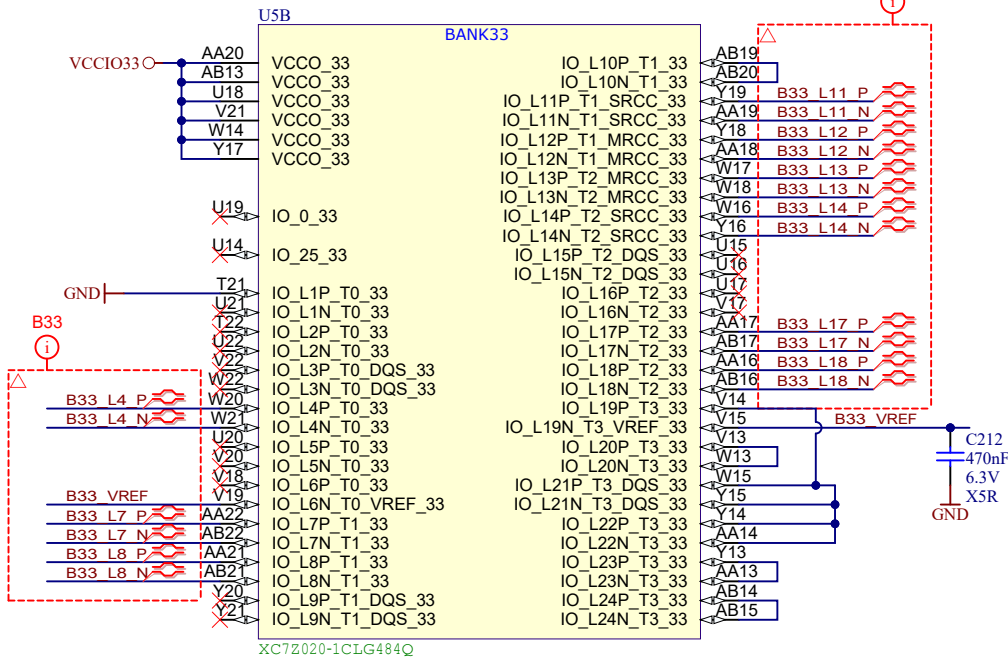 U5B
BANK33
VCCIO33
AA20 VCCO_33
AB13 VCCO_33
U18 VCCO_33
V21 VCCO_33
W14 VCCO_33
Y17 VCCO_33
U19 IO_0_33
U14 IO_25_33
GND T21 IO_L1P_T0_33
U21 IO_L1N_T0_33
T22 IO_L2P_T0_33
U22 IO_L2N_T0_33
V22 IO_L3P_T0_DQS_33
W22 IO_L3N_T0_DQS_33
B33
i
B33_L4_P W20 IO_L4P_T0_33
B33_L4_N W21 IO_L4N_T0_33
U20 IO_L5P_T0_33
V20 IO_L5N_T0_33
V18 IO_L6P_T0_33
B33_VREF V19 IO_L6N_T0_VREF_33
B33_L7_P AA22 IO_L7P_T1_33
B33_L7_N AB22 IO_L7N_T1_33
B33_L8_P AA21 IO_L8P_T1_33
B33_L8_N AB21 IO_L8N_T1_33
Y20 IO_L9P_T1_DQS_33
Y21 IO_L9N_T1_DQS_33
i
IO_L10P_T1_33 AB19
IO_L10N_T1_33 AB20
IO_L11P_T1_SRCC_33 Y19 B33_L11_P
IO_L11N_T1_SRCC_33 AA19 B33_L11_N
IO_L12P_T1_MRCC_33 Y18 B33_L12_P
IO_L12N_T1_MRCC_33 AA18 B33_L12_N
IO_L13P_T2_MRCC_33 W17 B33_L13_P
IO_L13N_T2_MRCC_33 W18 B33_L13_N
IO_L14P_T2_SRCC_33 W16 B33_L14_P
IO_L14N_T2_SRCC_33 Y16 B33_L14_N
IO_L15P_T2_DQS_33 U15
IO_L15N_T2_DQS_33 U16
IO_L16P_T2_33 U17
IO_L16N_T2_33 V17
IO_L17P_T2_33 AA17 B33_L17_P
IO_L17N_T2_33 AB17 B33_L17_N
IO_L18P_T2_33 AA16 B33_L18_P
IO_L18N_T2_33 AB16 B33_L18_N
IO_L19P_T3_33 V14
IO_L19N_T3_VREF_33 V15 B33_VREF
IO_L20P_T3_33 V13
IO_L20N_T3_33 W13
IO_L21P_T3_DQS_33 W15
IO_L21N_T3_DQS_33 Y15
IO_L22P_T3_33 Y14
IO_L22N_T3_33 AA14
IO_L23P_T3_33 Y13
IO_L23N_T3_33 AA13
IO_L24P_T3_33 AB14
IO_L24N_T3_33 AB15
C212
470nF
6.3V
X5R
GND
XC7Z020-1CLG484Q